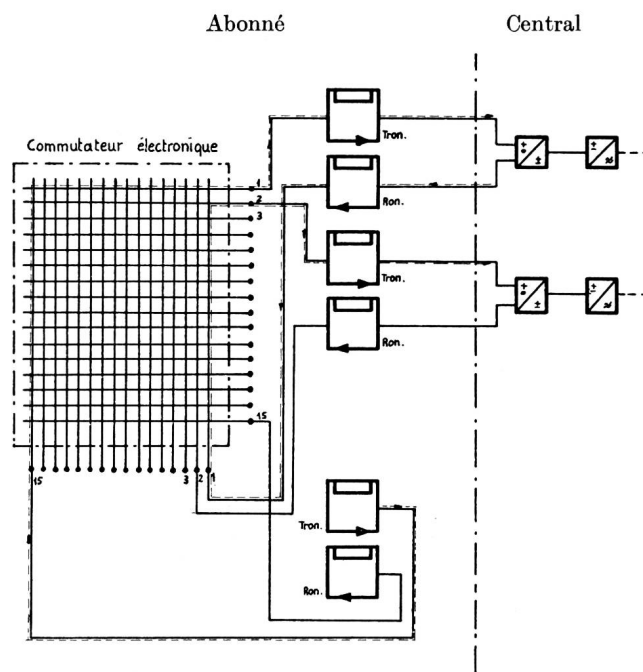 Abonné Central
Commutateur électronique
1
2
3
15
15 3 2 1
Tron.
Ron.
Tron.
Ron.
Tron.
Ron.
+ ±
± ≉
+ ±
± ≉